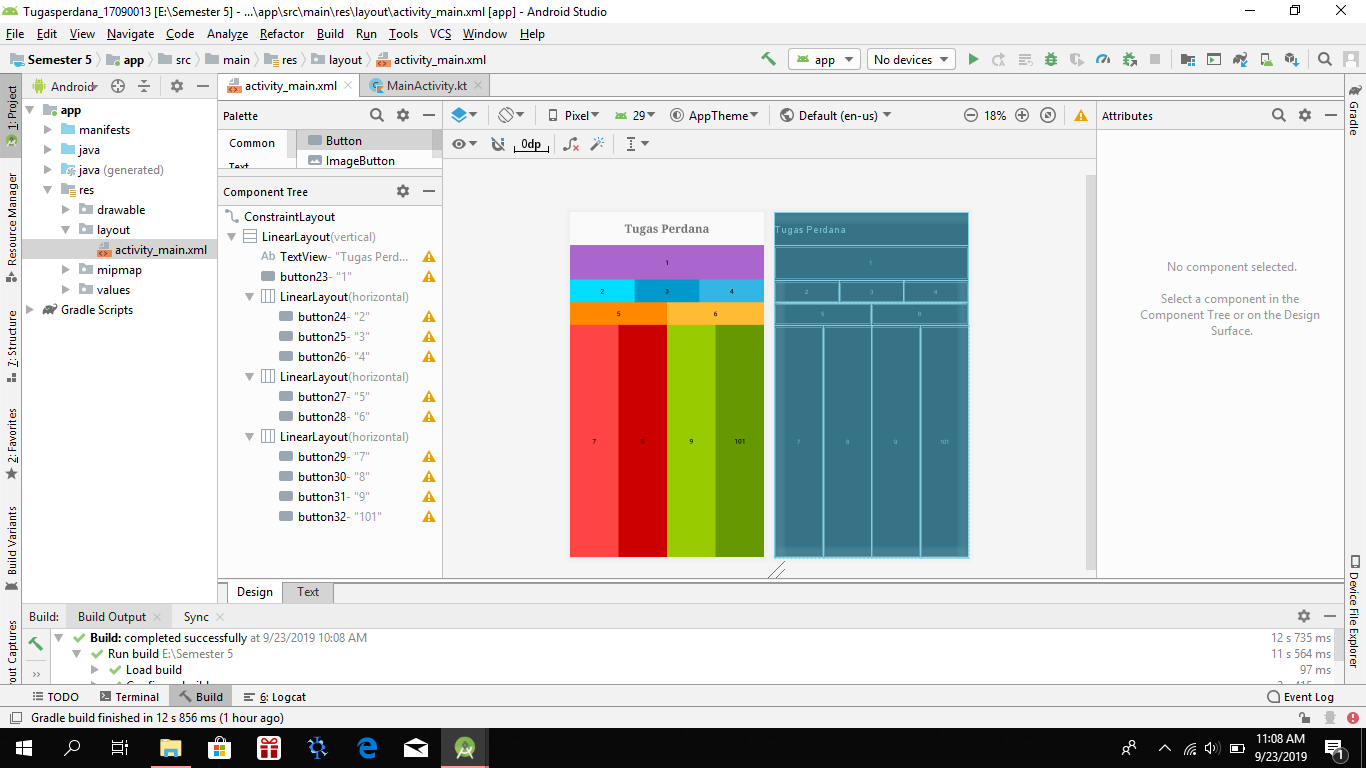 Tugasperdana_17090013 [E:\Semester 5] - ...\app\src\main\res\layout\activity_main.xml [app] - Android Studio
File Edit View Navigate Code Analyze Refactor Build Run Tools VCS Window Help
Semester 5 app src main res layout activity_main.xml app No devices
1: Project
Resource Manager
7: Structure
2: Favorites
Build Variants
out Captures
Android
app
manifests
java
java (generated)
res
drawable
layout
activity_main.xml
mipmap
values
Gradle Scripts
activity_main.xml MainActivity.kt
Palette
Common
Text
Button
ImageButton
Component Tree
ConstraintLayout
LinearLayout(vertical)
Ab TextView- "Tugas Perd...
button23- "1"
LinearLayout(horizontal)
button24- "2"
button25- "3"
button26- "4"
LinearLayout(horizontal)
button27- "5"
button28- "6"
LinearLayout(horizontal)
button29- "7"
button30- "8"
button31- "9"
button32- "101"
Pixel 29 AppTheme Default (en-us) 18%
0dp
Tugas Perdana
1
2 3 4
5 6
7 8 9 101
Tugas Perdana
1
2 3 4
5 6
7 8 9 101
Attributes
No component selected.
Select a component in the
Component Tree or on the Design
Surface.
Gradle
Device File Explorer
Design Text
Build: Build Output Sync
Build: completed successfully at 9/23/2019 10:08 AM 12 s 735 ms
Run build E:\Semester 5 11 s 564 ms
Load build 97 ms
TODO Terminal Build 6: Logcat Event Log
Gradle build finished in 12 s 856 ms (1 hour ago)
11:08 AM
9/23/2019
1